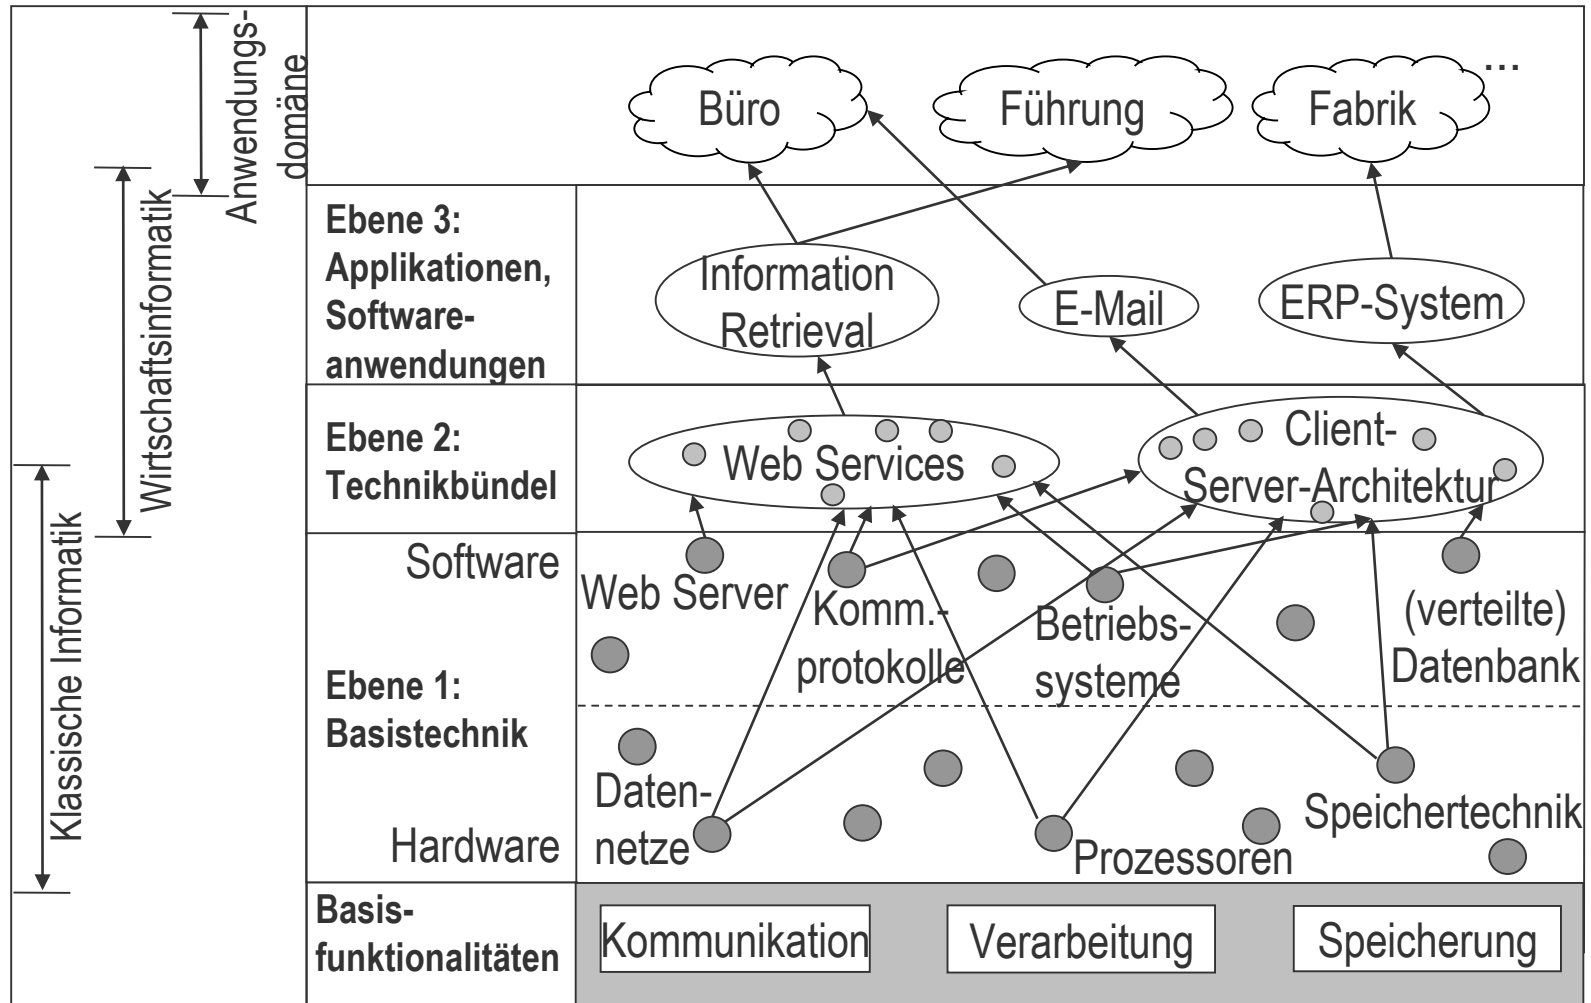 Anwendungs-
domäne
Wirtschaftsinformatik
Klassische Informatik
Büro
Führung
Fabrik
...
Ebene 3:
Applikationen,
Software-
anwendungen
Information
Retrieval
E-Mail
ERP-System
Ebene 2:
Technikbündel
Web Services
Client-
Server-Architektur
Software
Web Server
Komm.-
protokolle
Betriebs-
systeme
(verteilte)
Datenbank
Ebene 1:
Basistechnik
Daten-
netze
Hardware
Prozessoren
Speichertechnik
Basis-
funktionalitäten
Kommunikation
Verarbeitung
Speicherung